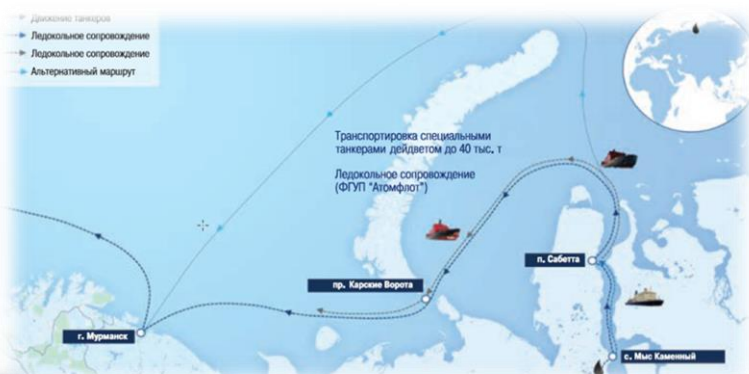 Движение танкеров
Ледокольное сопровождение
Ледокольное сопровождение
Альтернативный маршрут
Транспортировка специальными
танкерами дейдветом до 40 тыс. т
Ледокольное сопровождение
(ФГУП "Атомфлот")
п. Сабетта
пр. Карские Ворота
г. Мурманск
с. Мыс Каменный